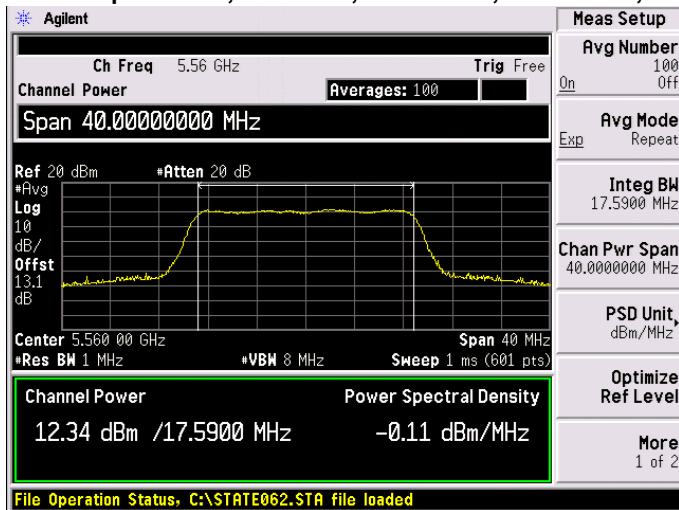 Agilent
Meas Setup
Ch Freq 5.56 GHz Trig Free
Channel Power Averages: 100
Span 40.00000000 MHz
Ref 20 dBm #Atten 20 dB
#Avg
Log
10
dB/
Offst
13.1
dB
Center 5.560 00 GHz Span 40 MHz
#Res BW 1 MHz #VBW 8 MHz Sweep 1 ms (601 pts)
Channel Power Power Spectral Density
12.34 dBm /17.5900 MHz -0.11 dBm/MHz
File Operation Status, C:\STATE062.STA file loaded
Avg Number
100
On Off
Avg Mode
Exp Repeat
Integ BW
17.5900 MHz
Chan Pwr Span
40.0000000 MHz
PSD Unit
dBm/MHz
Optimize
Ref Level
More
1 of 2